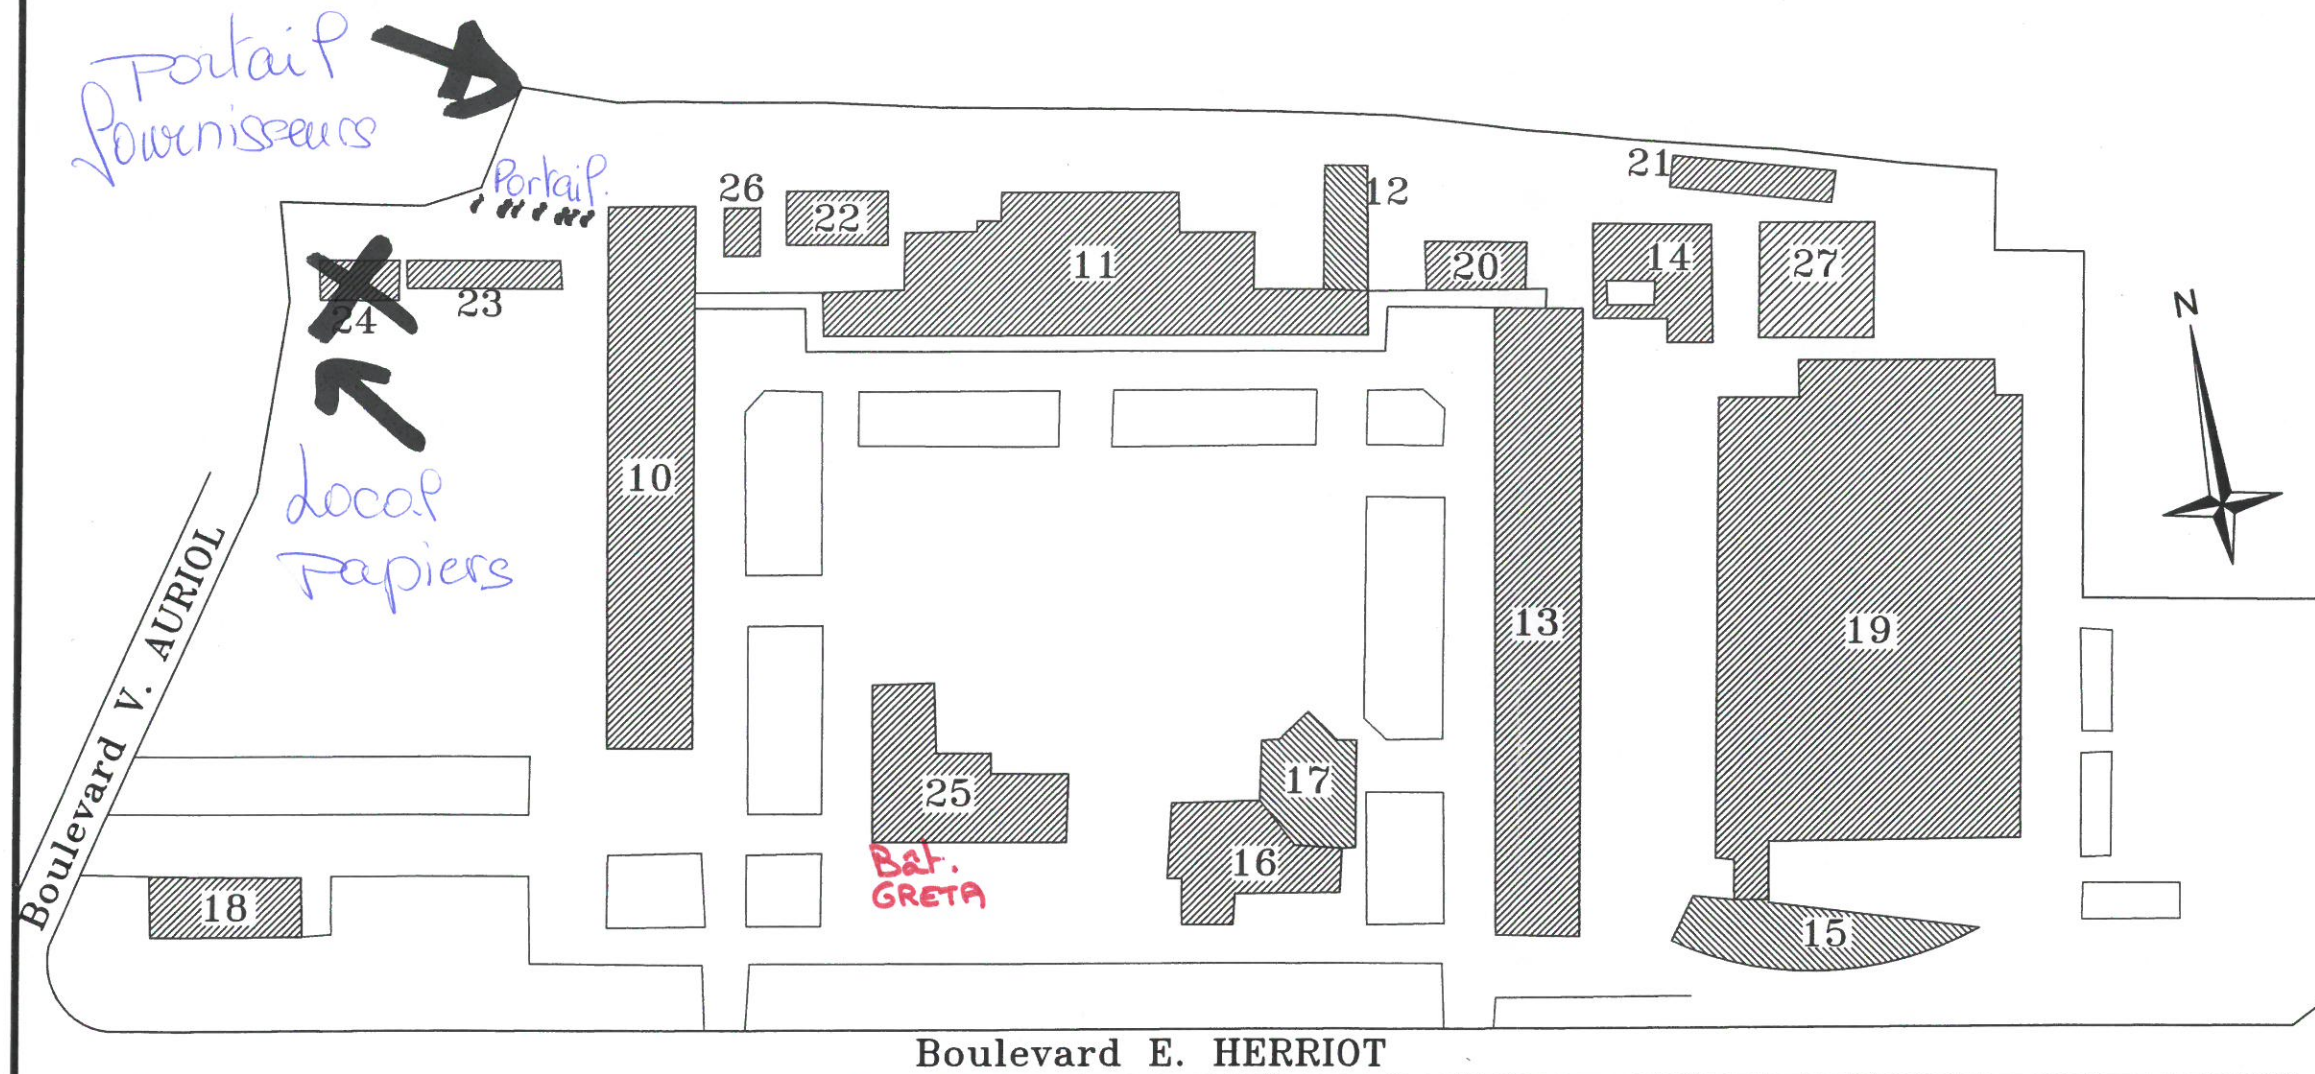 Portail
fournisseurs
Portail.
26
22
12
21
11
20
14
27
23
24
N
10
Local
Papiers
13
19
Boulevard V. AURIOL
25
17
16
Bât.
GRETA
18
15
Boulevard E. HERRIOT